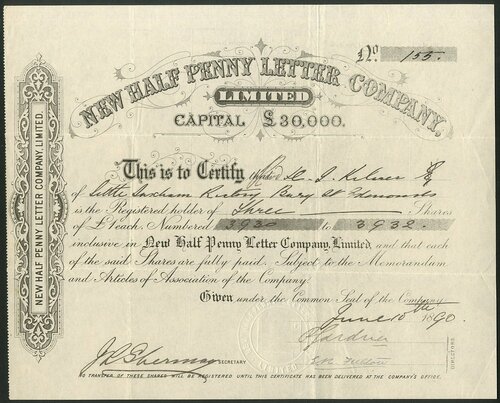 No 155.
NEW HALF PENNY LETTER COMPANY,
LIMITED
CAPITAL £30,000.
This is to Certify that
of Little Saxham Rectory Bury St Edmunds
is the Registered holder of Three Shares
of £1 each Numbered 3930 to 3932.
inclusive in New Half Penny Letter Company, Limited, and that each
of the said Shares are fully paid. Subject to the Memorandum
and Articles of Association of the Company.
Given under the Common Seal of the Company
June 10th 1890.
SECRETARY
DIRECTORS
NO TRANSFER OF THESE SHARES WILL BE REGISTERED UNTIL THIS CERTIFICATE HAS BEEN DELIVERED AT THE COMPANY'S OFFICE.
NEW HALF PENNY LETTER COMPANY, LIMITED.